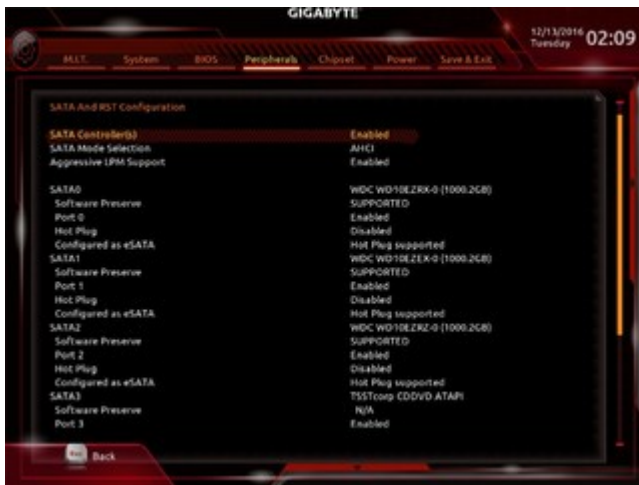 GIGABYTE
12/13/2016 Tuesday 02:09
M.I.T. System BIOS Peripherals Chipset Power Save & Exit
SATA And RST Configuration
SATA Controller(s) Enabled
SATA Mode Selection AHCI
Aggressive LPM Support Enabled
SATA0 WDC WD10EZRX-0 (1000.2GB)
Software Preserve SUPPORTED
Port 0 Enabled
Hot Plug Disabled
Configured as eSATA Hot Plug supported
SATA1 WDC WD10EZEX-0 (1000.2GB)
Software Preserve SUPPORTED
Port 1 Enabled
Hot Plug Disabled
Configured as eSATA Hot Plug supported
SATA2 WDC WD10EZRZ-0 (1000.2GB)
Software Preserve SUPPORTED
Port 2 Enabled
Hot Plug Disabled
Configured as eSATA Hot Plug supported
SATA3 TSSTcorp CDDVD ATAPI
Software Preserve N/A
Port 3 Enabled
Esc Back